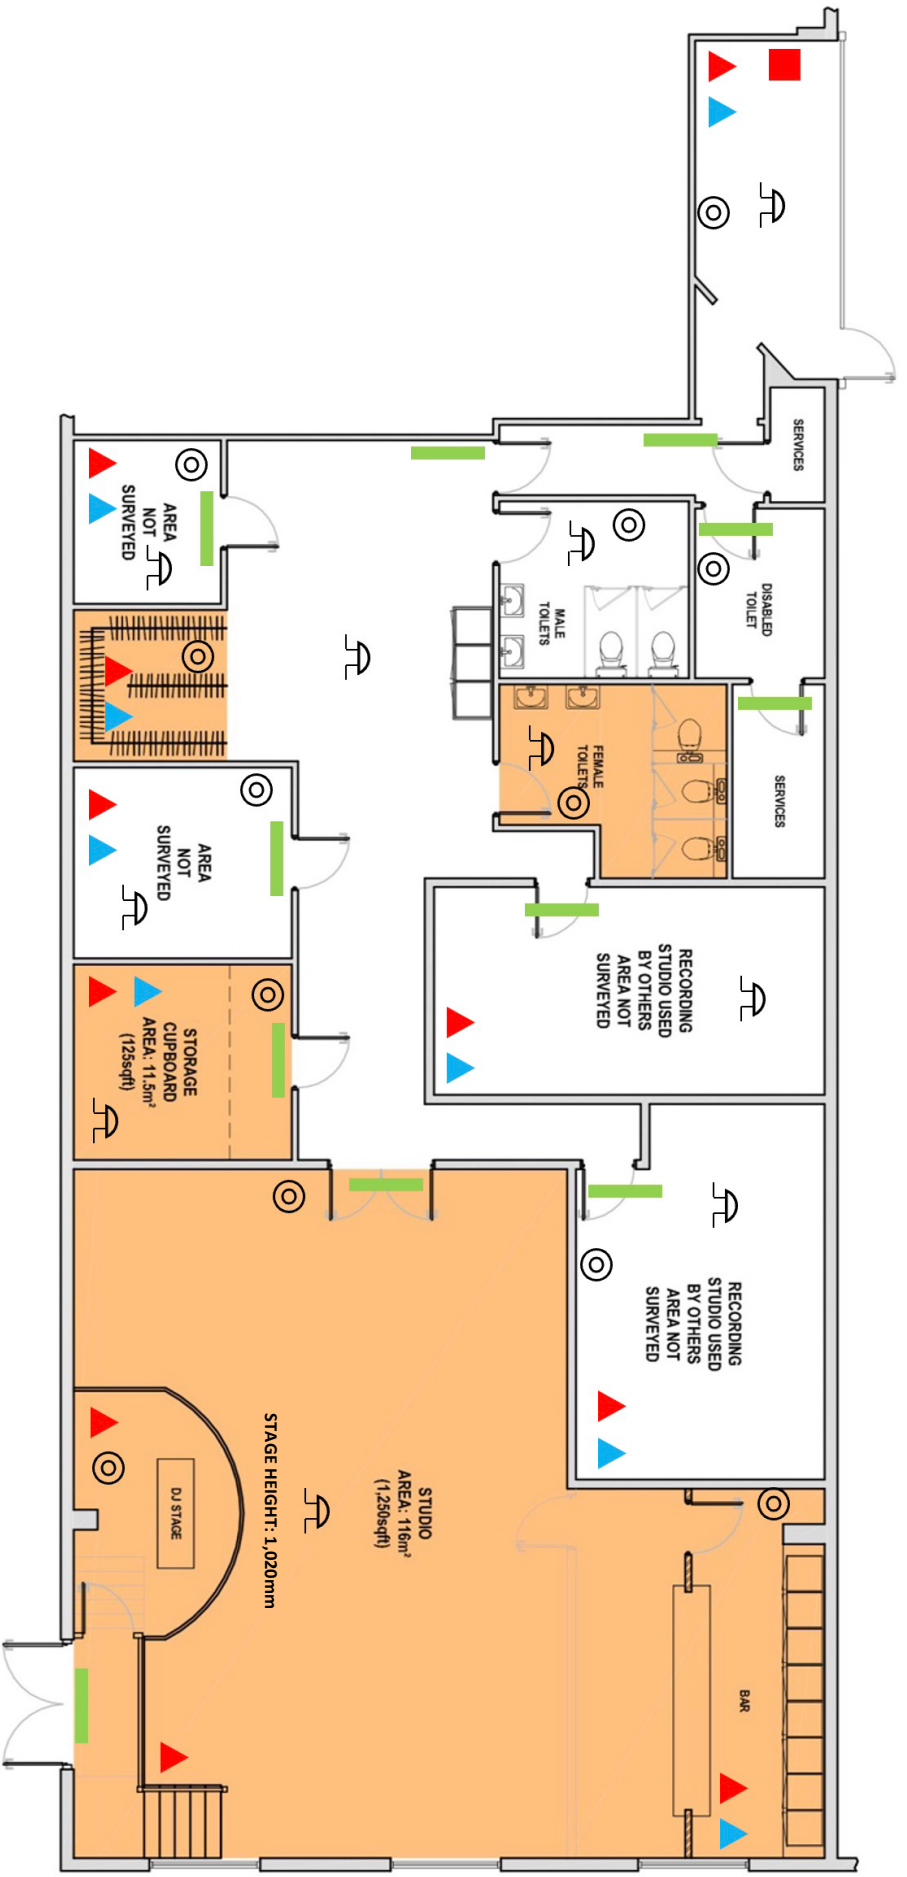 SERVICES
AREA
NOT
SURVEYED
MALE
TOILETS
DISABLED
TOILET
FEMALE
TOILETS
SERVICES
AREA
NOT
SURVEYED
RECORDING
STUDIO USED
BY OTHERS
AREA NOT
SURVEYED
STORAGE
CUPBOARD
AREA: 11.5m²
(125sqft)
RECORDING
STUDIO USED
BY OTHERS
AREA NOT
SURVEYED
STAGE HEIGHT: 1,020mm
STUDIO
AREA: 116m²
(1,250sqft)
DJ STAGE
BAR